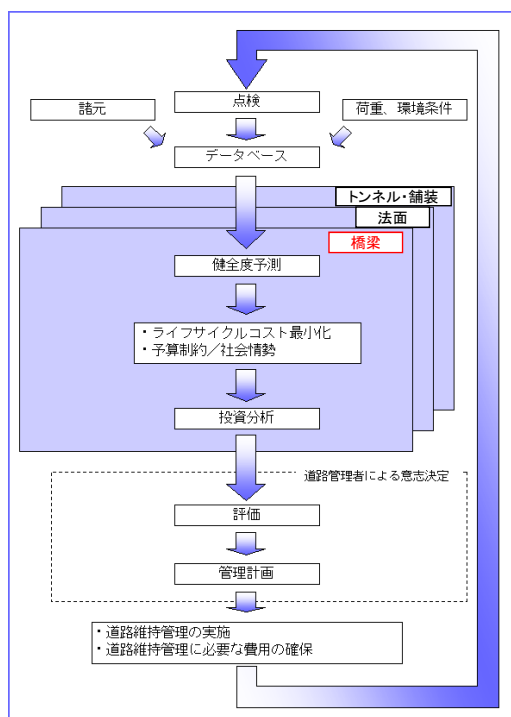 点検
諸元
荷重、環境条件
データベース
トンネル・舗装
法面
橋梁
健全度予測
・ライフサイクルコスト最小化
・予算制約／社会情勢
投資分析
道路管理者による意志決定
評価
管理計画
・道路維持管理の実施
・道路維持管理に必要な費用の確保